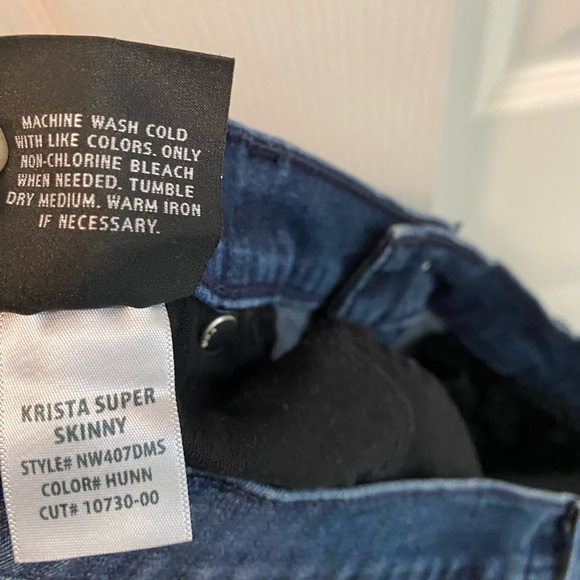 MACHINE WASH COLD
WITH LIKE COLORS. ONLY
NON-CHLORINE BLEACH
WHEN NEEDED. TUMBLE
DRY MEDIUM. WARM IRON
IF NECESSARY.
KRISTA SUPER
SKINNY
STYLE# NW407DMS
COLOR# HUNN
CUT# 10730-00